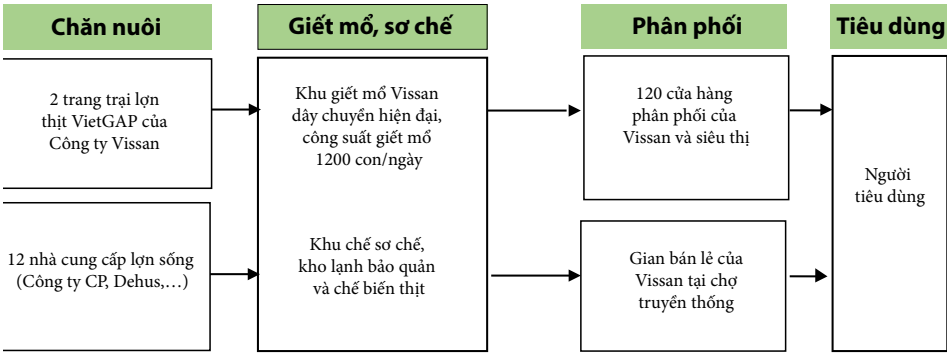 Chăn nuôi
Giết mổ, sơ chế
Phân phối
Tiêu dùng
2 trang trại lợn
thịt VietGAP của
Công ty Vissan
12 nhà cung cấp lợn sống
(Công ty CP, Dehus,…)
Khu giết mổ Vissan
dây chuyền hiện đại,
công suất giết mổ
1200 con/ngày
Khu chế sơ chế,
kho lạnh bảo quản
và chế biến thịt
120 cửa hàng
phân phối của
Vissan và siêu thị
Gian bán lẻ của
Vissan tại chợ
truyền thống
Người
tiêu dùng